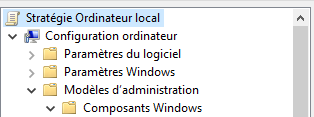 Stratégie Ordinateur local
Configuration ordinateur
Paramètres du logiciel
Paramètres Windows
Modèles d'administration
Composants Windows